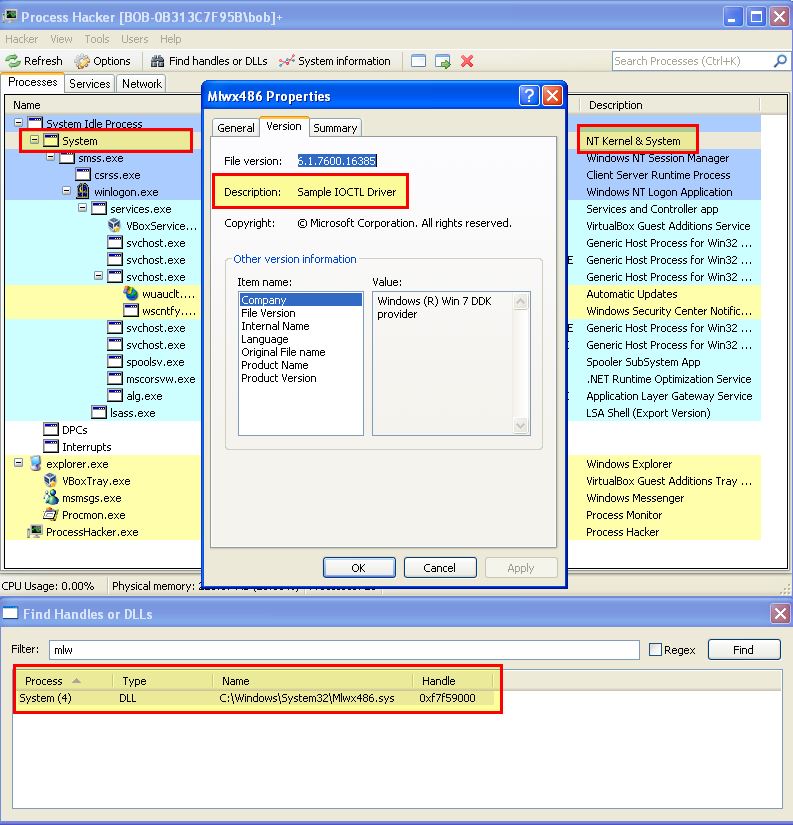 Process Hacker [BOB-0B313C7F95B\bob]+
Hacker View Tools Users Help
Refresh Options Find handles or DLLs System information Search Processes (Ctrl+K)
Processes Services Network
Name Description
System Idle Process
System NT Kernel & System
smss.exe Windows NT Session Manager
csrss.exe Client Server Runtime Process
winlogon.exe Windows NT Logon Application
services.exe Services and Controller app
VBoxService... VirtualBox Guest Additions Service
svchost.exe Generic Host Process for Win32 ...
svchost.exe Generic Host Process for Win32 ...
svchost.exe Generic Host Process for Win32 ...
wuauclt.... Automatic Updates
wscntfy.... Windows Security Center Notific...
svchost.exe Generic Host Process for Win32 ...
svchost.exe Generic Host Process for Win32 ...
spoolsv.exe Spooler SubSystem App
mscorsvw.exe .NET Runtime Optimization Service
alg.exe Application Layer Gateway Service
lsass.exe LSA Shell (Export Version)
DPCs
Interrupts
explorer.exe Windows Explorer
VBoxTray.exe VirtualBox Guest Additions Tray ...
msmsgs.exe Windows Messenger
Procmon.exe Process Monitor
ProcessHacker.exe Process Hacker
CPU Usage: 0.00% Physical memory:
Mlwx486 Properties
General Version Summary
File version: 6.1.7600.16385
Description: Sample IOCTL Driver
Copyright: © Microsoft Corporation. All rights reserved.
Other version information
Item name: Value:
Company Windows (R) Win 7 DDK
File Version provider
Internal Name
Language
Original File name
Product Name
Product Version
OK Cancel Apply
Find Handles or DLLs
Filter: mlw Regex Find
Process Type Name Handle
System (4) DLL C:\Windows\System32\Mlwx486.sys 0xf7f59000